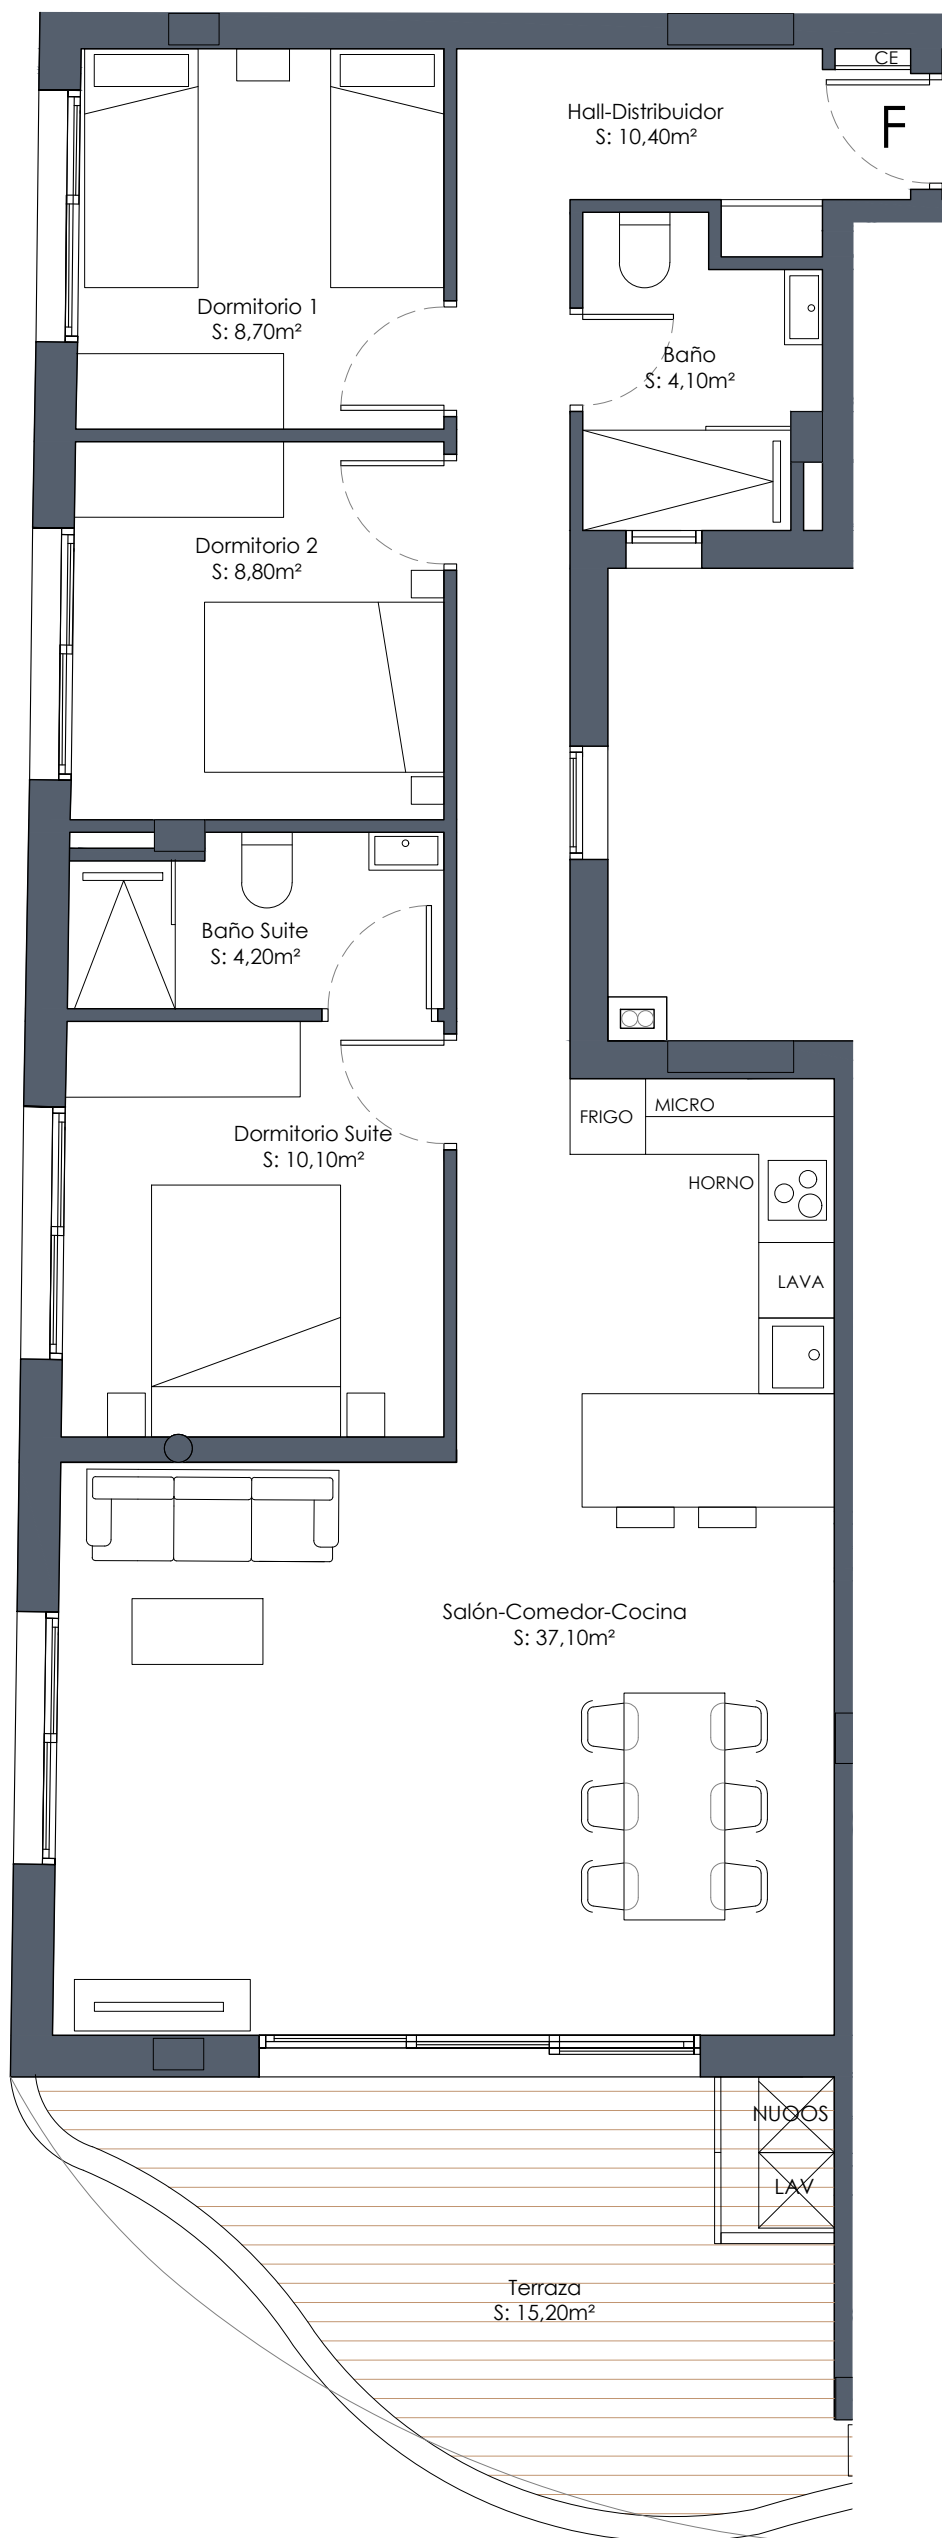 CE
F
Hall-Distribuidor
S: 10,40m²
Dormitorio 1
S: 8,70m²
Baño
S: 4,10m²
Dormitorio 2
S: 8,80m²
Baño Suite
S: 4,20m²
FRIGO
MICRO
Dormitorio Suite
S: 10,10m²
HORNO
LAVA
Salón-Comedor-Cocina
S: 37,10m²
NUOOS
LAV
Terraza
S: 15,20m²